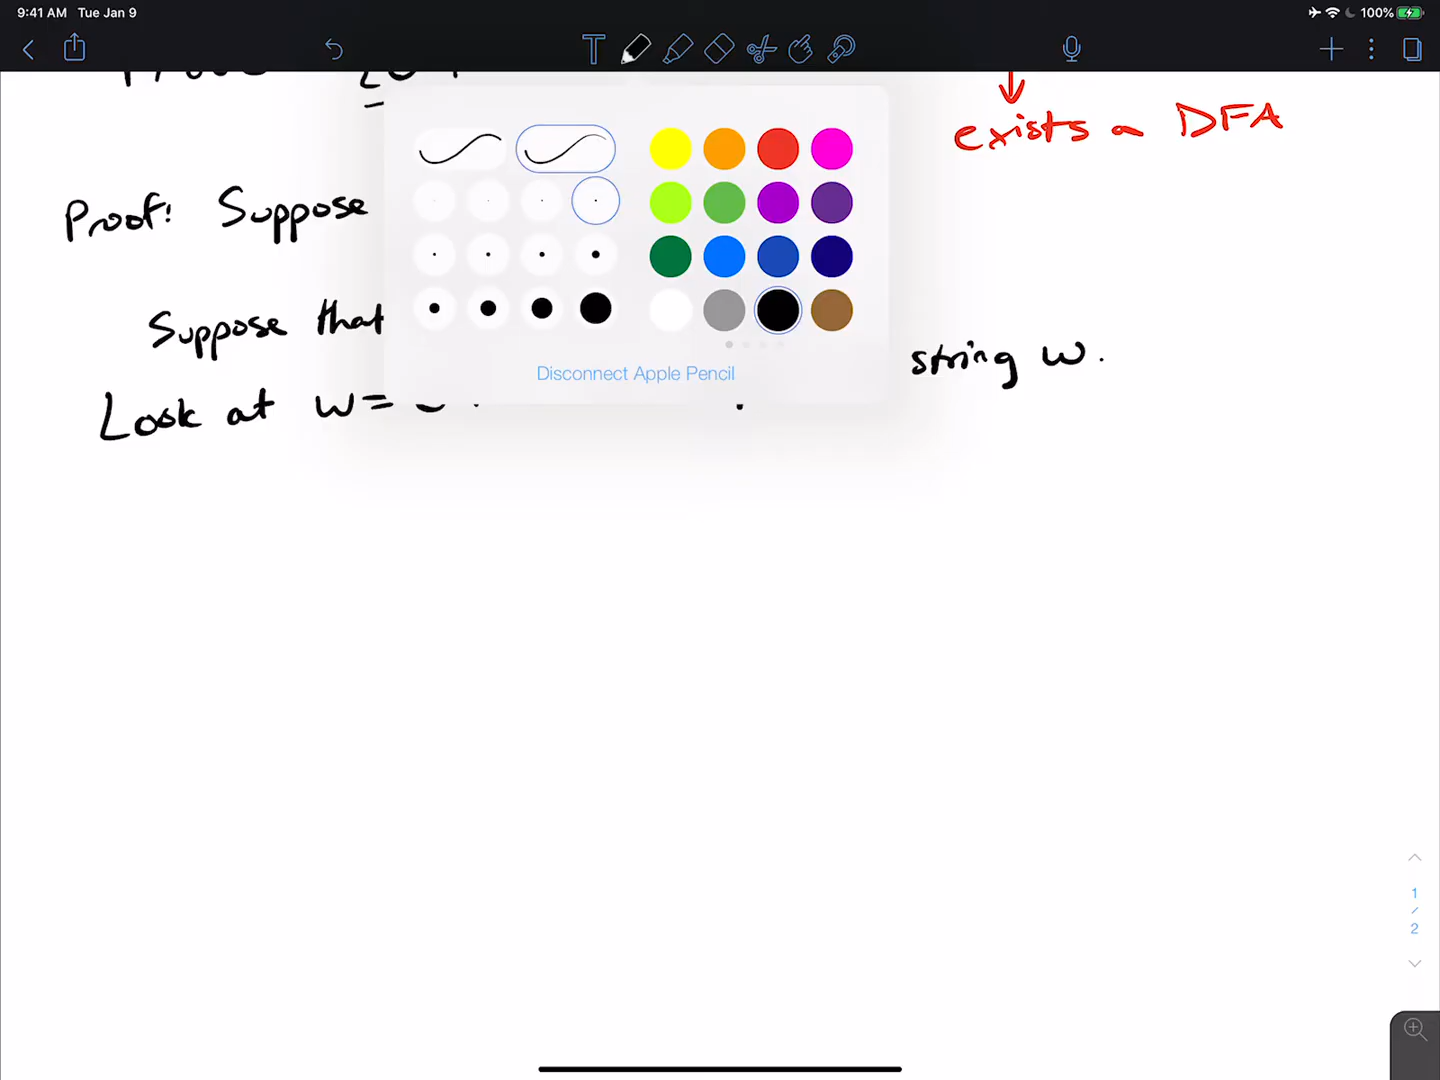 9:41 AM Tue Jan 9 100%
exists a DFA
Proof: Suppose
Suppose that
string w.
Look at w=
Disconnect Apple Pencil
1
/
2